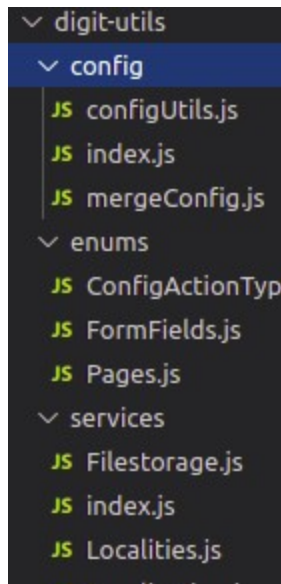 digit-utils
config
JS configUtils.js
JS index.js
JS mergeConfig.js
enums
JS ConfigActionTyp
JS FormFields.js
JS Pages.js
services
JS Filestorage.js
JS index.js
JS Localities.js